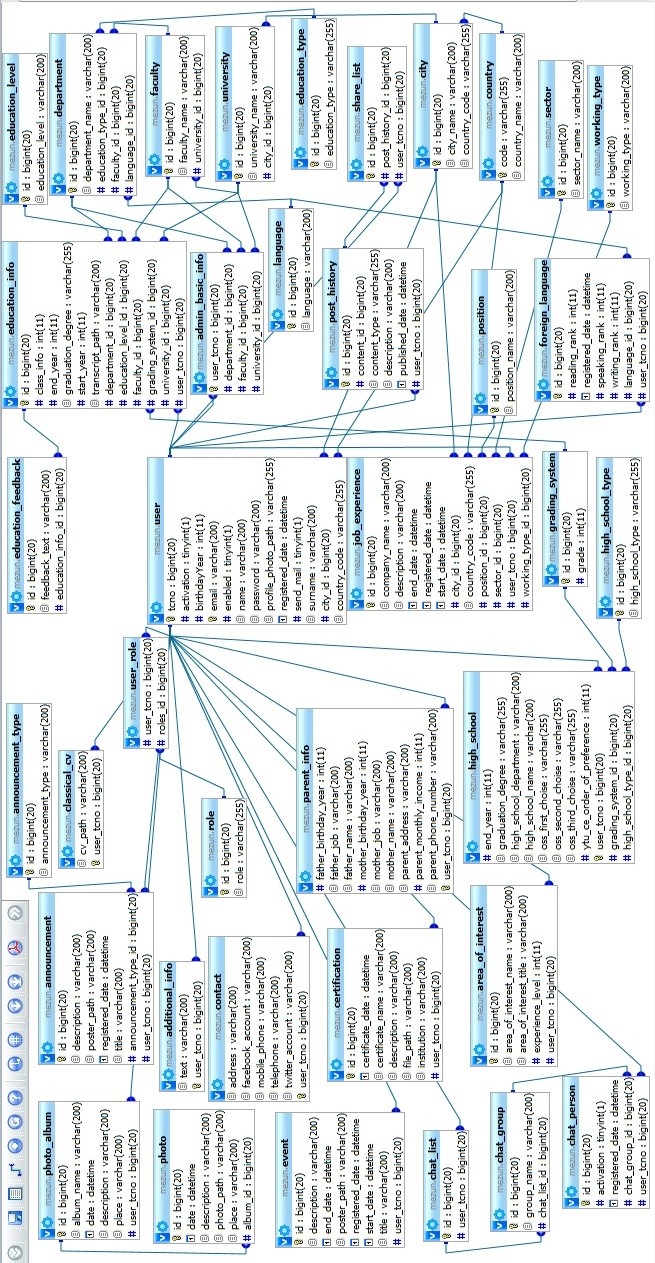 mezun.education_level
id : bigint(20)
education_level : varchar(200)
mezun.department
id : bigint(20)
department_name : varchar(200)
education_type_id : bigint(20)
faculty_id : bigint(20)
language_id : bigint(20)
mezun.faculty
id : bigint(20)
faculty_name : varchar(200)
university_id : bigint(20)
mezun.university
id : bigint(20)
university_name : varchar(200)
city_id : bigint(20)
mezun.education_type
id : bigint(20)
education_type : varchar(255)
mezun.share_list
id : bigint(20)
post_history_id : bigint(20)
user_tcno : bigint(20)
mezun.city
id : bigint(20)
city_name : varchar(200)
country_code : varchar(255)
mezun.country
code : varchar(255)
country_name : varchar(200)
mezun.sector
id : bigint(20)
sector_name : varchar(200)
mezun.working_type
id : bigint(20)
working_type : varchar(200)
mezun.education_info
id : bigint(20)
class_info : int(11)
end_year : int(11)
graduation_degree : varchar(255)
start_year : int(11)
transcript_path : varchar(200)
department_id : bigint(20)
education_level_id : bigint(20)
faculty_id : bigint(20)
grading_system_id : bigint(20)
university_id : bigint(20)
user_tcno : bigint(20)
mezun.admin_basic_info
user_tcno : bigint(20)
department_id : bigint(20)
faculty_id : bigint(20)
university_id : bigint(20)
mezun.language
id : bigint(20)
language : varchar(200)
mezun.post_history
id : bigint(20)
content_id : bigint(20)
content_type : varchar(255)
description : varchar(200)
published_date : datetime
user_tcno : bigint(20)
mezun.position
id : bigint(20)
position_name : varchar(200)
mezun.foreign_language
id : bigint(20)
reading_rank : int(11)
registered_date : datetime
speaking_rank : int(11)
writing_rank : int(11)
language_id : bigint(20)
user_tcno : bigint(20)
mezun.education_feedback
id : bigint(20)
feedback_text : varchar(200)
education_info_id : bigint(20)
mezun.user
tcno : bigint(20)
activation : tinyint(1)
birthdayYear : int(11)
email : varchar(200)
enabled : tinyint(1)
name : varchar(200)
password : varchar(200)
profile_photo_path : varchar(255)
registered_date : datetime
send_mail : tinyint(1)
surname : varchar(200)
city_id : bigint(20)
country_code : varchar(255)
mezun.job_experience
id : bigint(20)
company_name : varchar(200)
description : varchar(200)
end_date : datetime
registered_date : datetime
start_date : datetime
city_id : bigint(20)
country_code : varchar(255)
position_id : bigint(20)
sector_id : bigint(20)
user_tcno : bigint(20)
working_type_id : bigint(20)
mezun.grading_system
id : bigint(20)
grade : int(11)
mezun.high_school_type
id : bigint(20)
high_school_type : varchar(255)
mezun.announcement_type
id : bigint(20)
announcement_type : varchar(200)
mezun.classical_cv
cv_path : varchar(200)
user_tcno : bigint(20)
mezun.user_role
user_tcno : bigint(20)
roles_id : bigint(20)
mezun.role
id : bigint(20)
role : varchar(255)
mezun.parent_info
father_birthday_year : int(11)
father_job : varchar(200)
father_name : varchar(200)
mother_birthday_year : int(11)
mother_job : varchar(200)
mother_name : varchar(200)
parent_address : varchar(200)
parent_monthly_income : int(11)
parent_phone_number : varchar(200)
user_tcno : bigint(20)
mezun.high_school
end_year : int(11)
graduation_degree : varchar(255)
high_school_department : varchar(200)
high_school_name : varchar(200)
oss_first_choise : varchar(255)
oss_second_choise : varchar(255)
oss_third_choise : varchar(255)
ytu_ce_order_of_preference : int(11)
user_tcno : bigint(20)
grading_system_id : bigint(20)
high_school_type_id : bigint(20)
mezun.announcement
id : bigint(20)
description : varchar(200)
poster_path : varchar(200)
registered_date : datetime
title : varchar(200)
announcement_type_id : bigint(20)
user_tcno : bigint(20)
mezun.additional_info
text : varchar(200)
user_tcno : bigint(20)
mezun.contact
address : varchar(200)
facebook_account : varchar(200)
mobile_phone : varchar(200)
telephone : varchar(200)
twitter_account : varchar(200)
user_tcno : bigint(20)
mezun.certification
id : bigint(20)
certificate_date : datetime
certificate_name : varchar(200)
description : varchar(200)
file_path : varchar(200)
institution : varchar(200)
user_tcno : bigint(20)
mezun.area_of_interest
id : bigint(20)
area_of_interest_name : varchar(200)
area_of_interest_title : varchar(200)
experience_level : int(11)
user_tcno : bigint(20)
mezun.photo_album
id : bigint(20)
album_name : varchar(200)
date : datetime
description : varchar(200)
place : varchar(200)
user_tcno : bigint(20)
mezun.photo
id : bigint(20)
date : datetime
description : varchar(200)
photo_path : varchar(200)
place : varchar(200)
album_id : bigint(20)
mezun.event
id : bigint(20)
description : varchar(200)
end_date : datetime
poster_path : varchar(200)
registered_date : datetime
start_date : datetime
title : varchar(200)
user_tcno : bigint(20)
mezun.chat_list
id : bigint(20)
user_tcno : bigint(20)
mezun.chat_group
id : bigint(20)
group_name : varchar(200)
chat_list_id : bigint(20)
mezun.chat_person
id : bigint(20)
activation : tinyint(1)
registered_date : datetime
chat_group_id : bigint(20)
user_tcno : bigint(20)